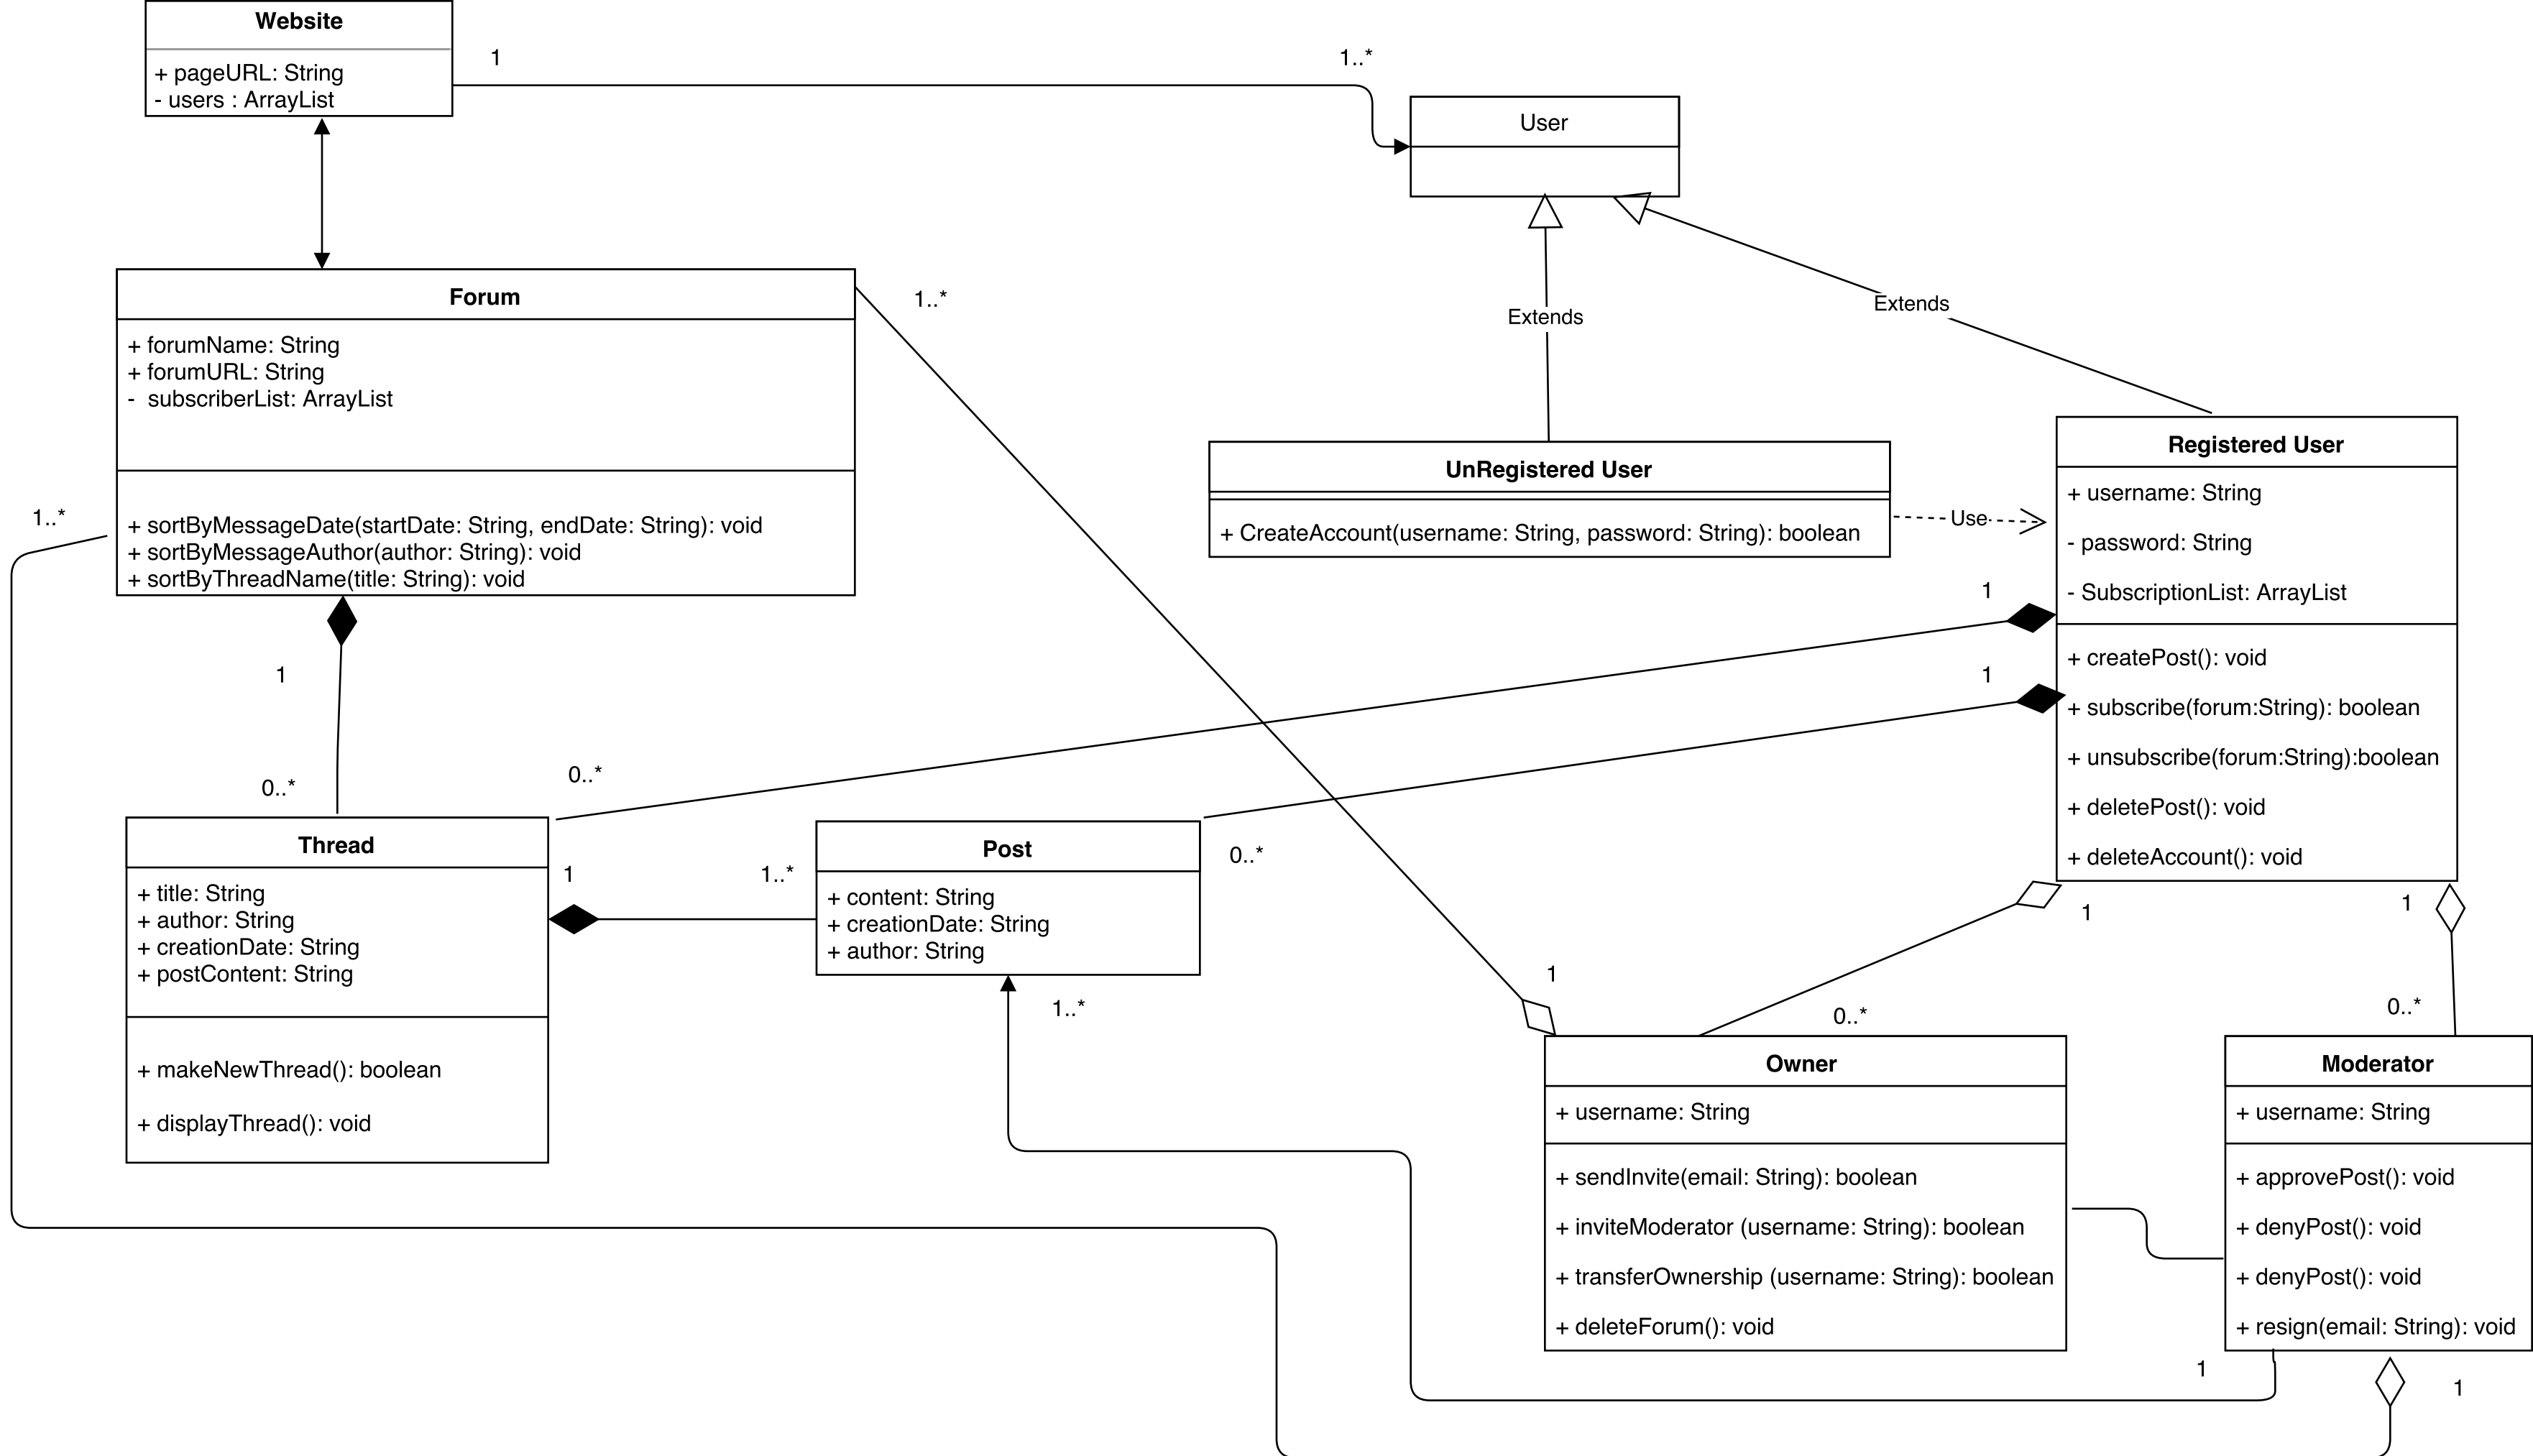 Website
+ pageURL: String
- users : ArrayList
1
1..*
User
Extends
Extends
Forum
+ forumName: String
+ forumURL: String
- subscriberList: ArrayList
+ sortByMessageDate(startDate: String, endDate: String): void
+ sortByMessageAuthor(author: String): void
+ sortByThreadName(title: String): void
1..*
1..*
UnRegistered User
+ CreateAccount(username: String, password: String): boolean
Use
Registered User
+ username: String
- password: String
- SubscriptionList: ArrayList
+ createPost(): void
+ subscribe(forum:String): boolean
+ unsubscribe(forum:String):boolean
+ deletePost(): void
+ deleteAccount(): void
1
1
1
0..*
0..*
0..*
Thread
+ title: String
+ author: String
+ creationDate: String
+ postContent: String
+ makeNewThread(): boolean
+ displayThread(): void
1
1..*
Post
+ content: String
+ creationDate: String
+ author: String
1..*
1
1
0..*
1
0..*
Owner
+ username: String
+ sendInvite(email: String): boolean
+ inviteModerator (username: String): boolean
+ transferOwnership (username: String): boolean
+ deleteForum(): void
Moderator
+ username: String
+ approvePost(): void
+ denyPost(): void
+ denyPost(): void
+ resign(email: String): void
1
1